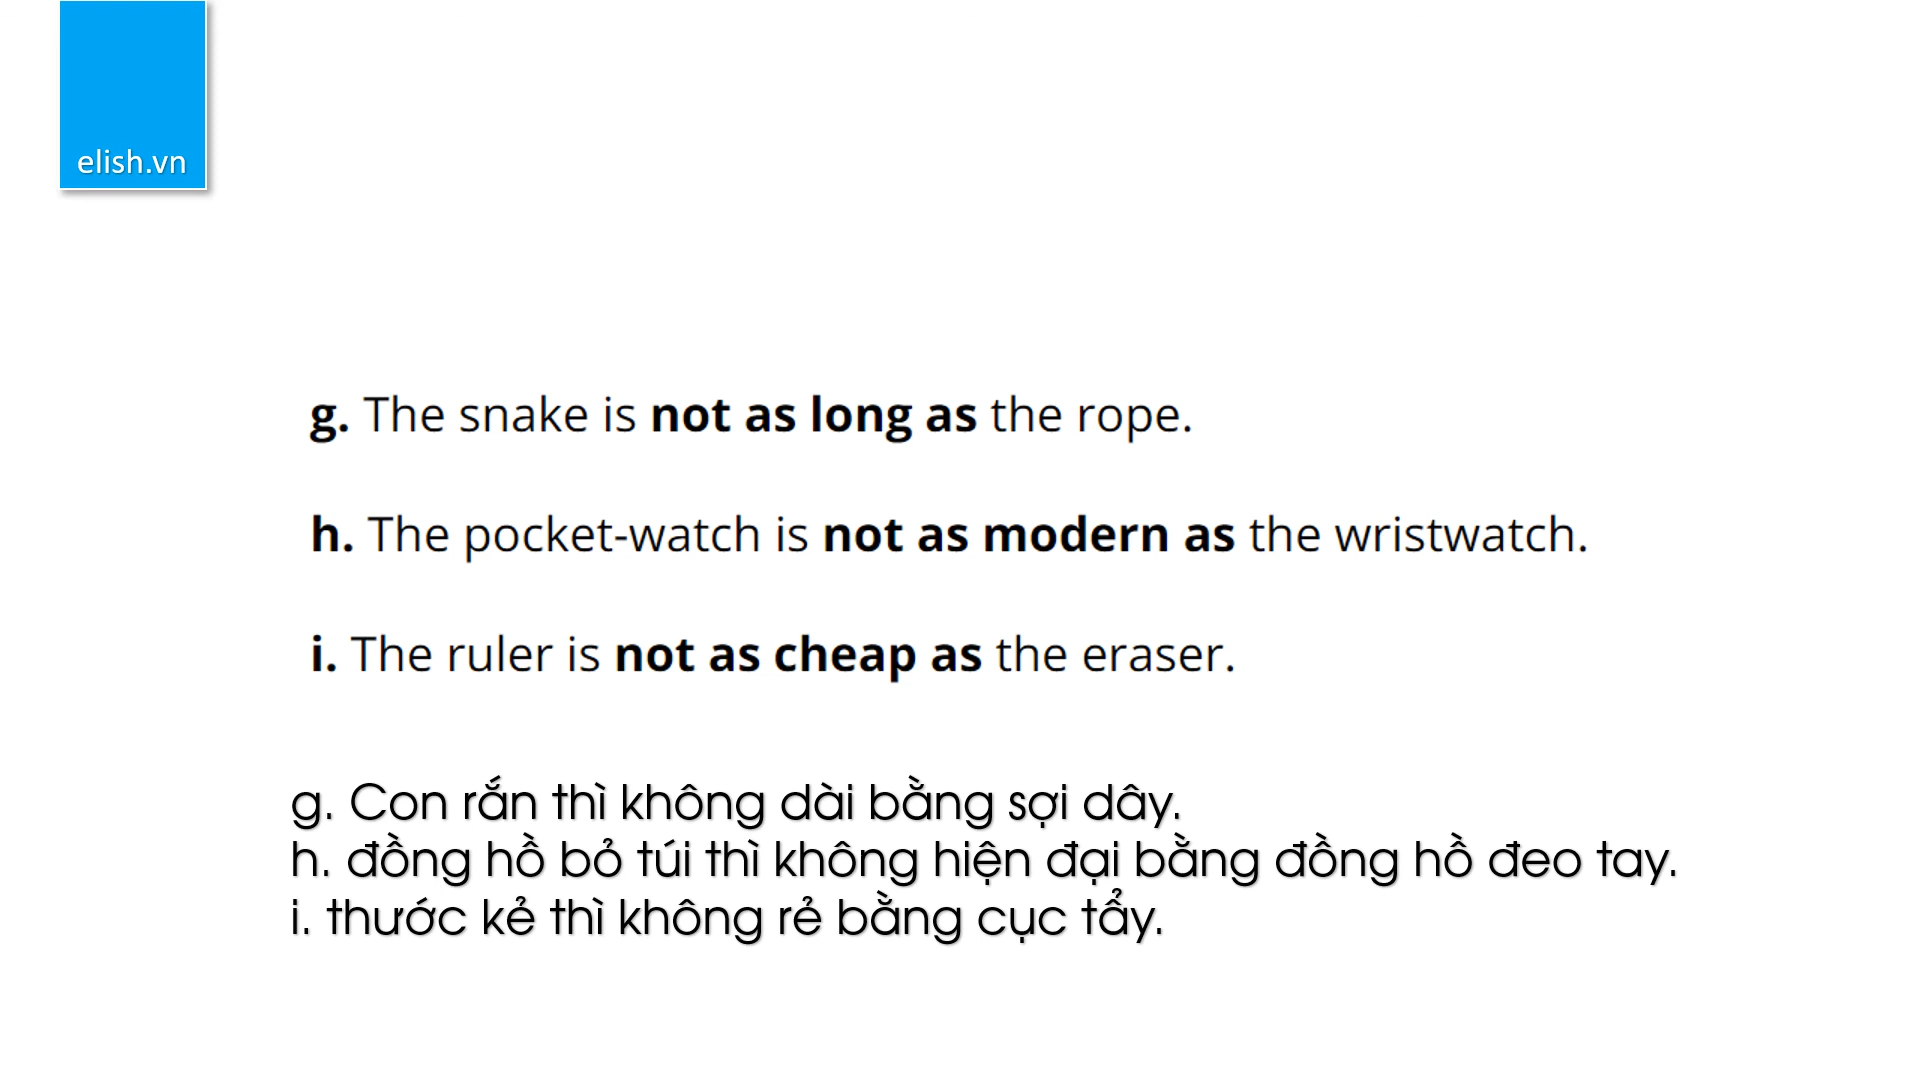 elish.vn
g. The snake is not as long as the rope.
h. The pocket-watch is not as modern as the wristwatch.
i. The ruler is not as cheap as the eraser.
g. Con rắn thì không dài bằng sợi dây.
h. đồng hồ bỏ túi thì không hiện đại bằng đồng hồ đeo tay.
i. thước kẻ thì không rẻ bằng cục tẩy.